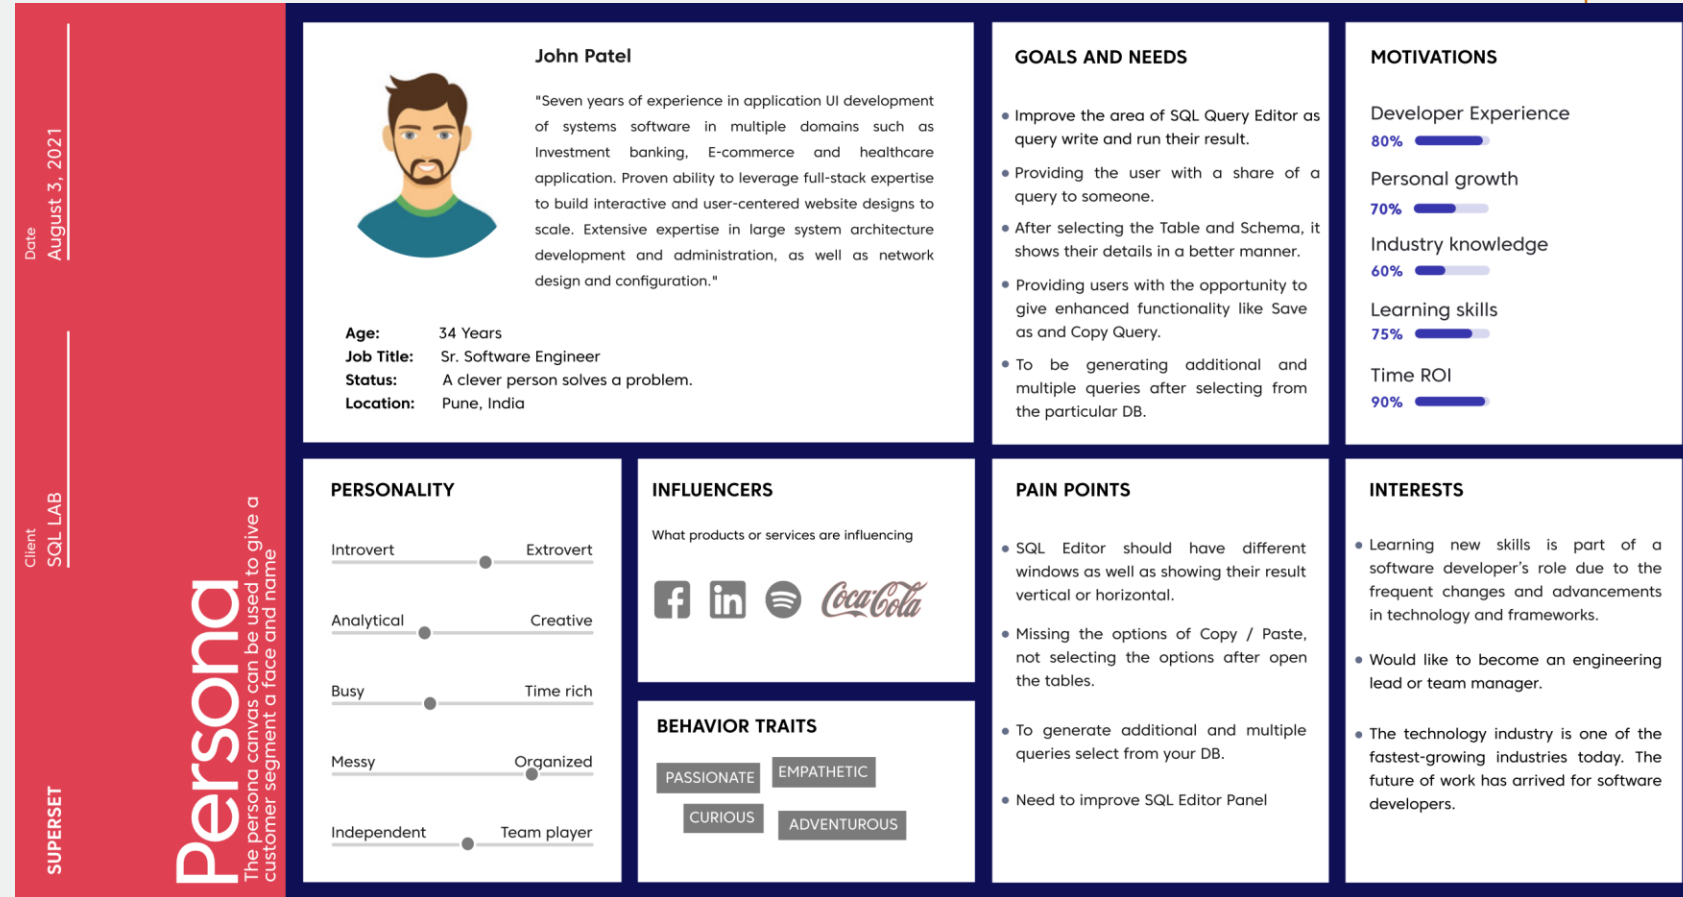 Date
August 3, 2021
Client
SQL LAB
SUPERSET
Persona
The persona canvas can be used to give a
customer segment a face and name
John Patel
"Seven years of experience in application UI development
of systems software in multiple domains such as
Investment banking, E-commerce and healthcare
application. Proven ability to leverage full-stack expertise
to build interactive and user-centered website designs to
scale. Extensive expertise in large system architecture
development and administration, as well as network
design and configuration."
Age: 34 Years
Job Title: Sr. Software Engineer
Status: A clever person solves a problem.
Location: Pune, India
GOALS AND NEEDS
• Improve the area of SQL Query Editor as
query write and run their result.
• Providing the user with a share of a
query to someone.
• After selecting the Table and Schema, it
shows their details in a better manner.
• Providing users with the opportunity to
give enhanced functionality like Save
as and Copy Query.
• To be generating additional and
multiple queries after selecting from
the particular DB.
MOTIVATIONS
Developer Experience
80%
Personal growth
70%
Industry knowledge
60%
Learning skills
75%
Time ROI
90%
PERSONALITY
Introvert Extrovert
Analytical Creative
Busy Time rich
Messy Organized
Independent Team player
INFLUENCERS
What products or services are influencing
f in Coca-Cola
BEHAVIOR TRAITS
PASSIONATE EMPATHETIC
CURIOUS ADVENTUROUS
PAIN POINTS
• SQL Editor should have different
windows as well as showing their result
vertical or horizontal.
• Missing the options of Copy / Paste,
not selecting the options after open
the tables.
• To generate additional and multiple
queries select from your DB.
• Need to improve SQL Editor Panel
INTERESTS
• Learning new skills is part of a
software developer's role due to the
frequent changes and advancements
in technology and frameworks.
• Would like to become an engineering
lead or team manager.
• The technology industry is one of the
fastest-growing industries today. The
future of work has arrived for software
developers.